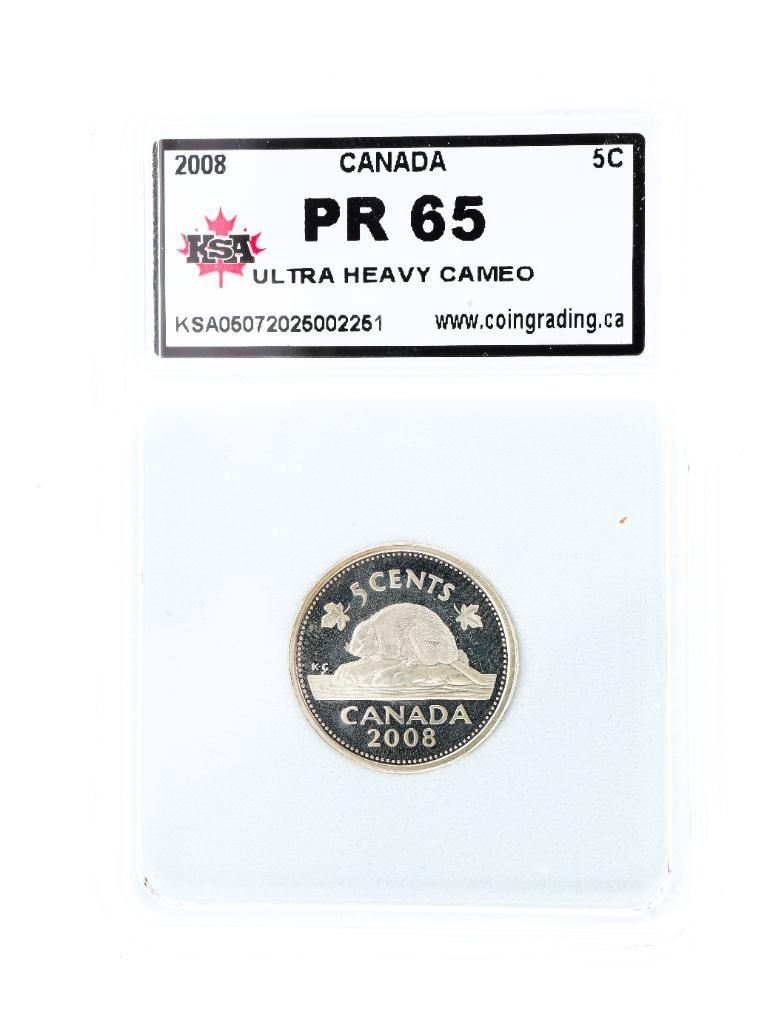 2008 CANADA 5C
PR 65
KSA
ULTRA HEAVY CAMEO
KSA05072025002251 www.coingrading.ca
5 CENTS
K·G
CANADA
2008